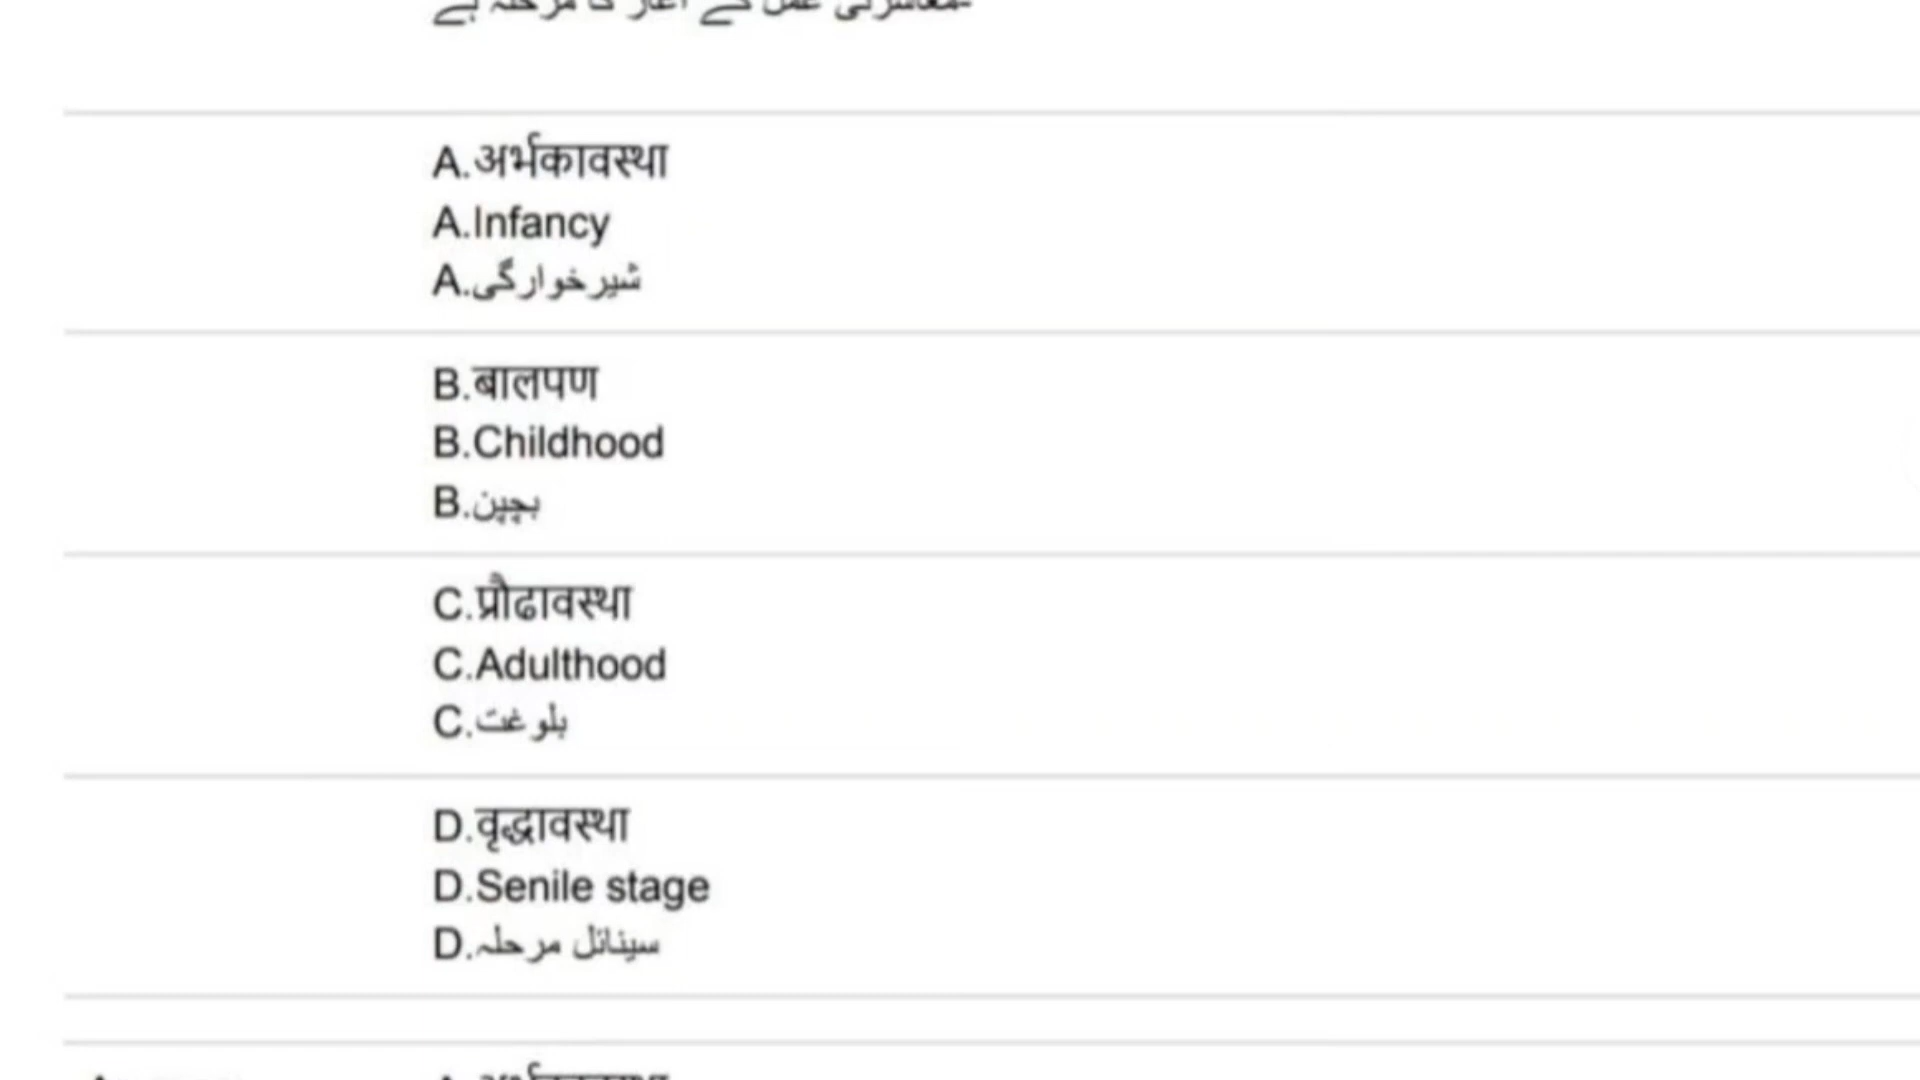 A.अर्भकावस्था
A.Infancy
A.شیرخوارگی
B.बालपण
B.Childhood
B.بچپن
C.प्रौढावस्था
C.Adulthood
C.بلوغت
D.वृद्धावस्था
D.Senile stage
D.سینائل مرحلہ